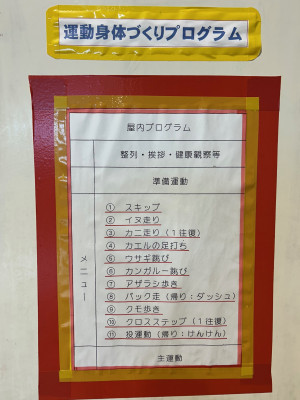 運動身体づくりプログラム
屋内プログラム
整列・挨拶・健康観察等
準備運動
メニュー
① スキップ
② イヌ走り
③ カニ走り(1往復)
④ カエルの足打ち
⑤ ウサギ跳び
⑥ カンガルー跳び
⑦ アザラシ歩き
⑧ バック走(帰り:ダッシュ)
⑨ クモ歩き
⑩ クロスステップ(1往復)
⑪ 投運動(帰り:けんけん)
主運動